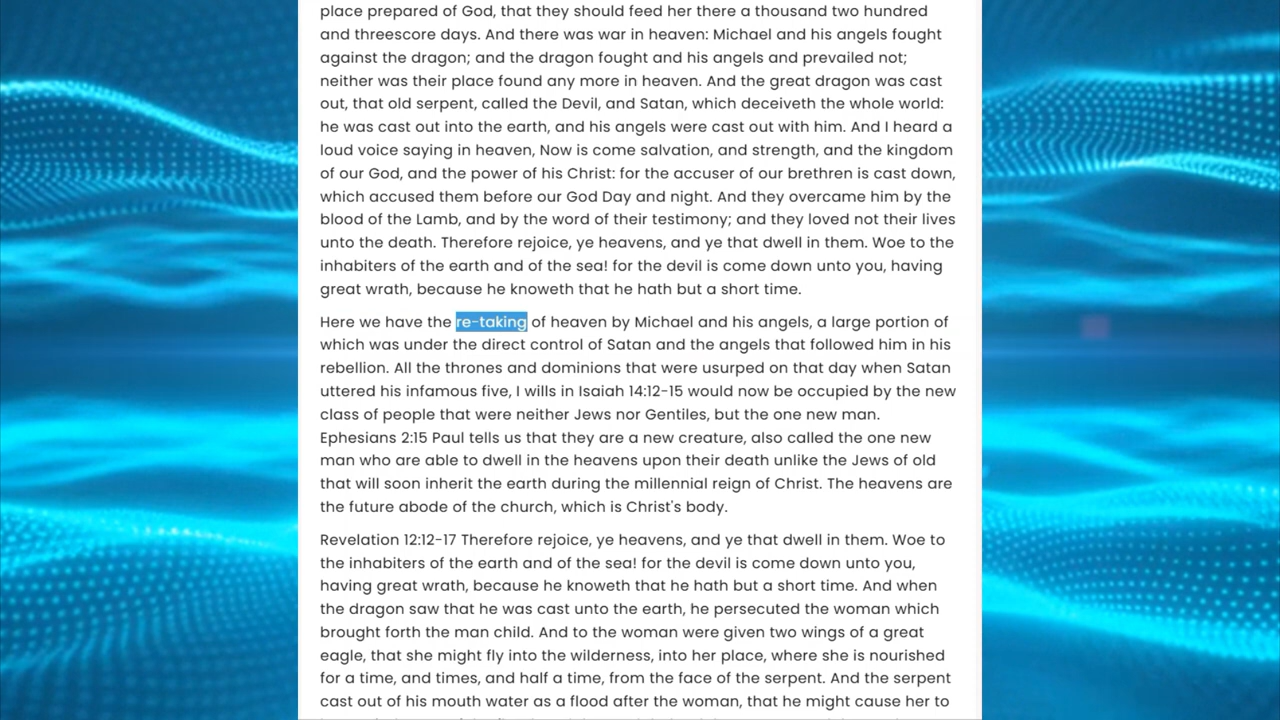 place prepared of God, that they should feed her there a thousand two hundred
and threescore days. And there was war in heaven: Michael and his angels fought
against the dragon; and the dragon fought and his angels and prevailed not;
neither was their place found any more in heaven. And the great dragon was cast
out, that old serpent, called the Devil, and Satan, which deceiveth the whole world:
he was cast out into the earth, and his angels were cast out with him. And I heard a
loud voice saying in heaven, Now is come salvation, and strength, and the kingdom
of our God, and the power of his Christ: for the accuser of our brethren is cast down,
which accused them before our God Day and night. And they overcame him by the
blood of the Lamb, and by the word of their testimony; and they loved not their lives
unto the death. Therefore rejoice, ye heavens, and ye that dwell in them. Woe to the
inhabiters of the earth and of the sea! for the devil is come down unto you, having
great wrath, because he knoweth that he hath but a short time.
Here we have the re-taking of heaven by Michael and his angels, a large portion of
which was under the direct control of Satan and the angels that followed him in his
rebellion. All the thrones and dominions that were usurped on that day when Satan
uttered his infamous five, I wills in Isaiah 14:12-15 would now be occupied by the new
class of people that were neither Jews nor Gentiles, but the one new man.
Ephesians 2:15 Paul tells us that they are a new creature, also called the one new
man who are able to dwell in the heavens upon their death unlike the Jews of old
that will soon inherit the earth during the millennial reign of Christ. The heavens are
the future abode of the church, which is Christ's body.
Revelation 12:12-17 Therefore rejoice, ye heavens, and ye that dwell in them. Woe to
the inhabiters of the earth and of the sea! for the devil is come down unto you,
having great wrath, because he knoweth that he hath but a short time. And when
the dragon saw that he was cast unto the earth, he persecuted the woman which
brought forth the man child. And to the woman were given two wings of a great
eagle, that she might fly into the wilderness, into her place, where she is nourished
for a time, and times, and half a time, from the face of the serpent. And the serpent
cast out of his mouth water as a flood after the woman, that he might cause her to